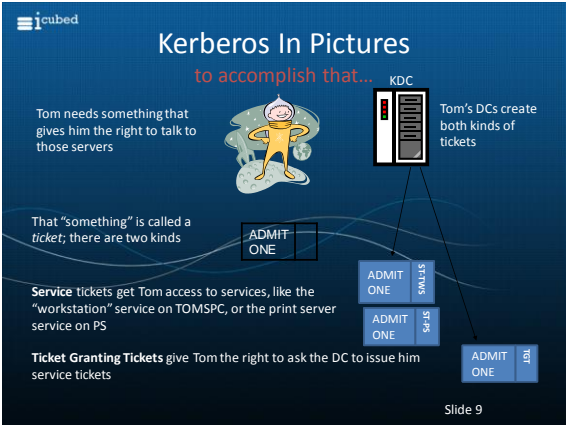 icubed
Kerberos In Pictures
to accomplish that…
KDC
Tom needs something that
gives him the right to talk to
those servers
Tom's DCs create
both kinds of
tickets
That "something" is called a
ticket; there are two kinds
ADMIT
ONE
ADMIT
ONE
ST-TWS
Service tickets get Tom access to services, like the
"workstation" service on TOMSPC, or the print server
service on PS
ADMIT
ONE
ST-PS
Ticket Granting Tickets give Tom the right to ask the DC to issue him
service tickets
ADMIT
ONE
TGT
Slide 9